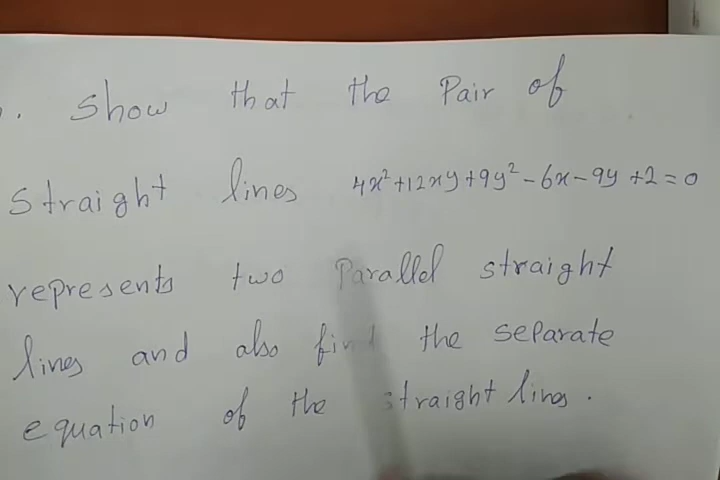 . Show that the Pair of
straight lines 4x²+12xy+9y²-6x-9y+2=0
represents two Parallel straight
lines and also find the separate
equation of the straight lines.